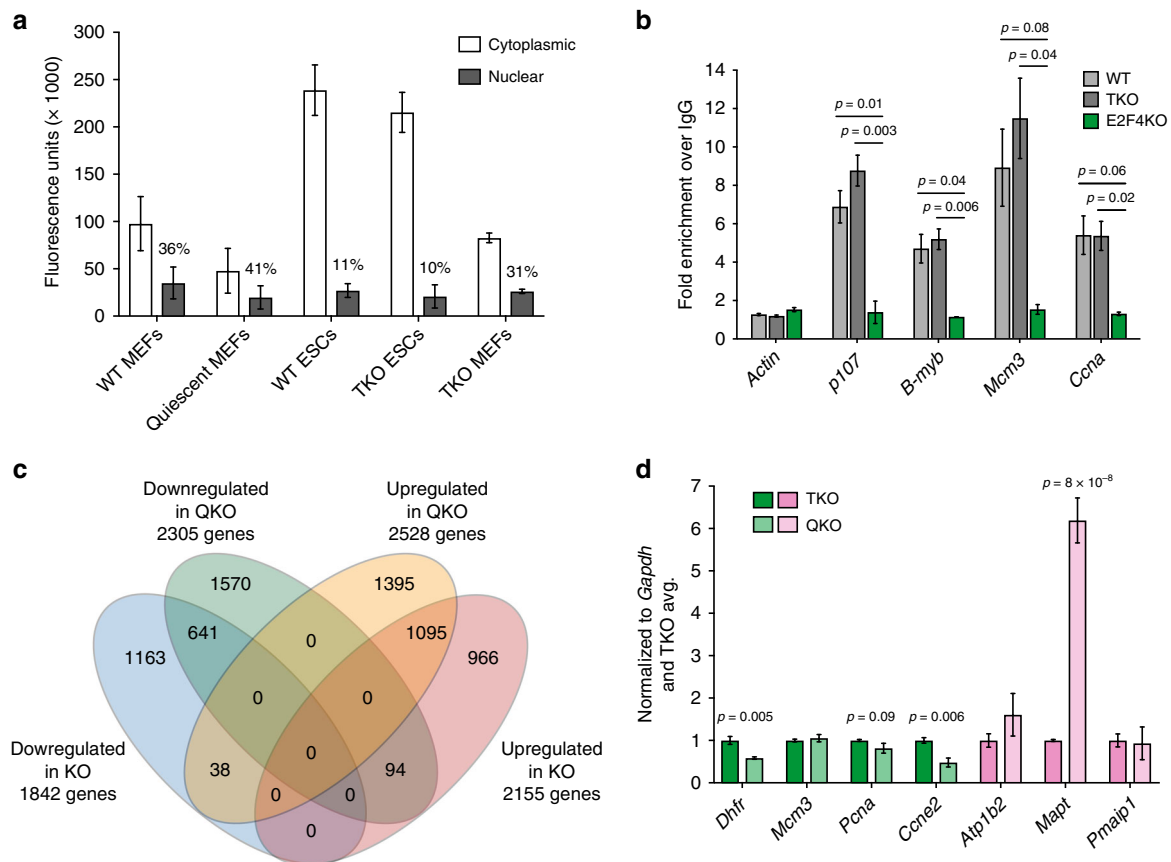 a
Fluorescence units (× 1000)
300
250
200
150
100
50
0
Cytoplasmic
Nuclear
36%
41%
11%
10%
31%
WT MEFs
Quiescent MEFs
WT ESCs
TKO ESCs
TKO MEFs
b
Fold enrichment over IgG
14
12
10
8
6
4
2
0
p = 0.01
p = 0.003
p = 0.04
p = 0.006
p = 0.08
p = 0.04
p = 0.06
p = 0.02
WT
TKO
E2F4KO
Actin
p107
B-myb
Mcm3
Ccna
c
Downregulated
in QKO
2305 genes
Upregulated
in QKO
2528 genes
1570
1395
641
0
1095
1163
966
0
0
0
38
94
0
0
0
Dowregulated
in KO
1842 genes
Upregulated
in KO
2155 genes
d
Normalized to Gapdh
and TKO avg.
7
6
5
4
3
2
1
0
TKO
QKO
p = 0.005
p = 0.09
p = 0.006
p = 8 × 10⁻⁸
Dhfr
Mcm3
Pcna
Ccne2
Atp1b2
Mapt
Pmaip1